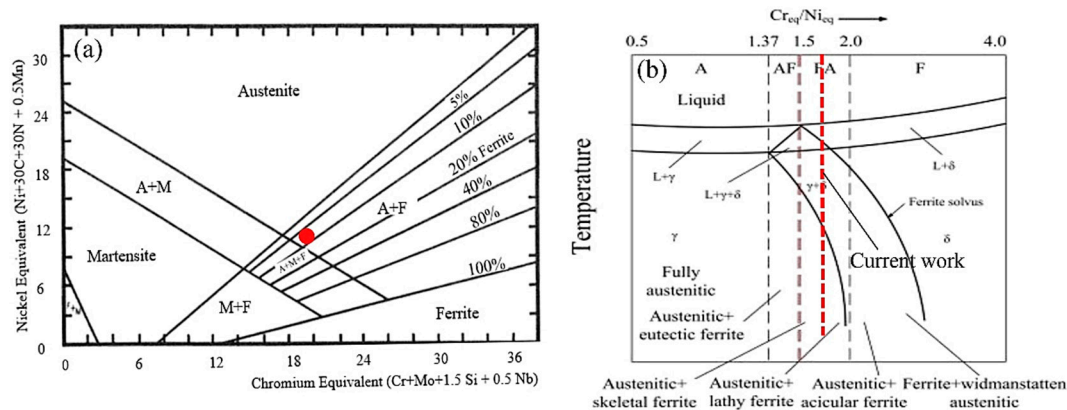 (a)
Nickel Equivalent (Ni+30C+30N + 0.5Mn)
30
24
18
12
6
0
Austenite
5%
10%
20% Ferrite
40%
80%
100%
A+M
A+F
A+M+F
Martensite
M+F
Ferrite
0 6 12 18 24 30 36
Chromium Equivalent (Cr+Mo+1.5 Si + 0.5 Nb)
Creq/Nieq
0.5 1.37 1.5 2.0 4.0
(b)
A AF FA F
Liquid
L+γ
L+γ+δ
L+δ
Ferrite solvus
γ
δ
Temperature
Current work
Fully
austenitic
Austenitic+
eutectic ferrite
Austenitic+
skeletal ferrite
Austenitic+
lathy ferrite
Austenitic+
acicular ferrite
Ferrite+widmanstatten
austenitic